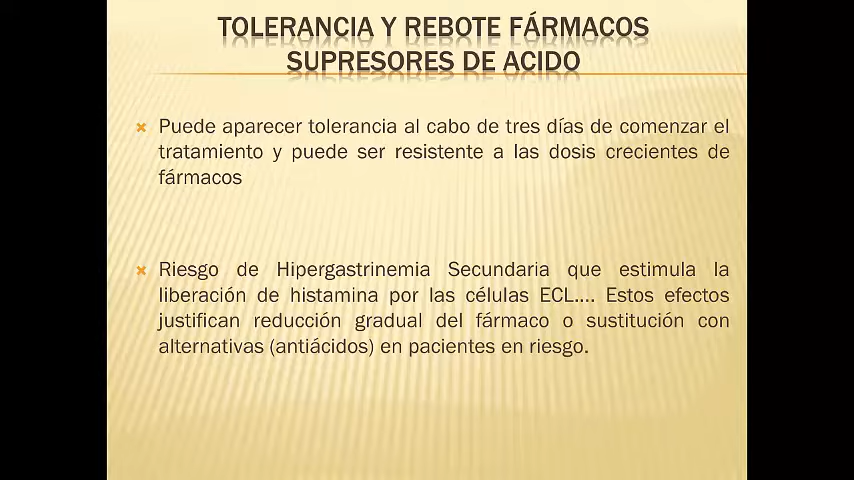 TOLERANCIA Y REBOTE FÁRMACOS
SUPRESORES DE ACIDO
Puede aparecer tolerancia al cabo de tres días de comenzar el
tratamiento y puede ser resistente a las dosis crecientes de
fármacos
Riesgo de Hipergastrinemia Secundaria que estimula la
liberación de histamina por las células ECL.... Estos efectos
justifican reducción gradual del fármaco o sustitución con
alternativas (antiácidos) en pacientes en riesgo.